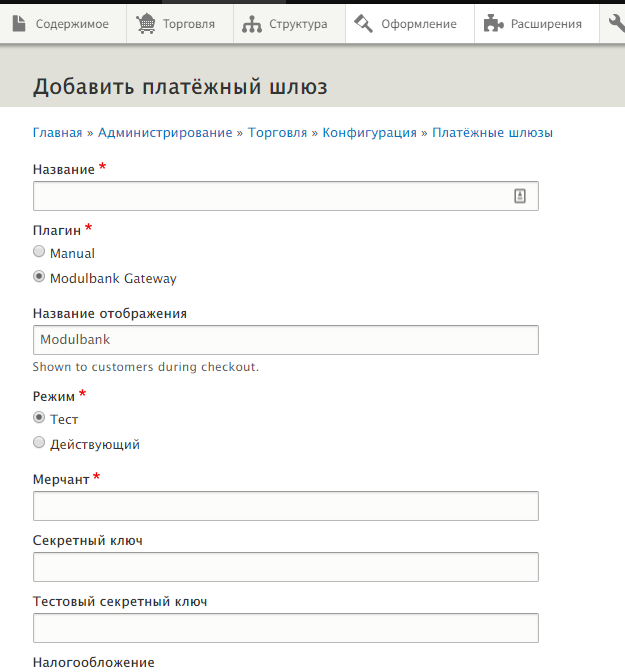 Содержимое Торговля Структура Оформление Расширения
Добавить платёжный шлюз
Главная » Администрирование » Торговля » Конфигурация » Платёжные шлюзы
Название *
Плагин *
Manual
Modulbank Gateway
Название отображения
Modulbank
Shown to customers during checkout.
Режим *
Тест
Действующий
Мерчант *
Секретный ключ
Тестовый секретный ключ
Налогообложение